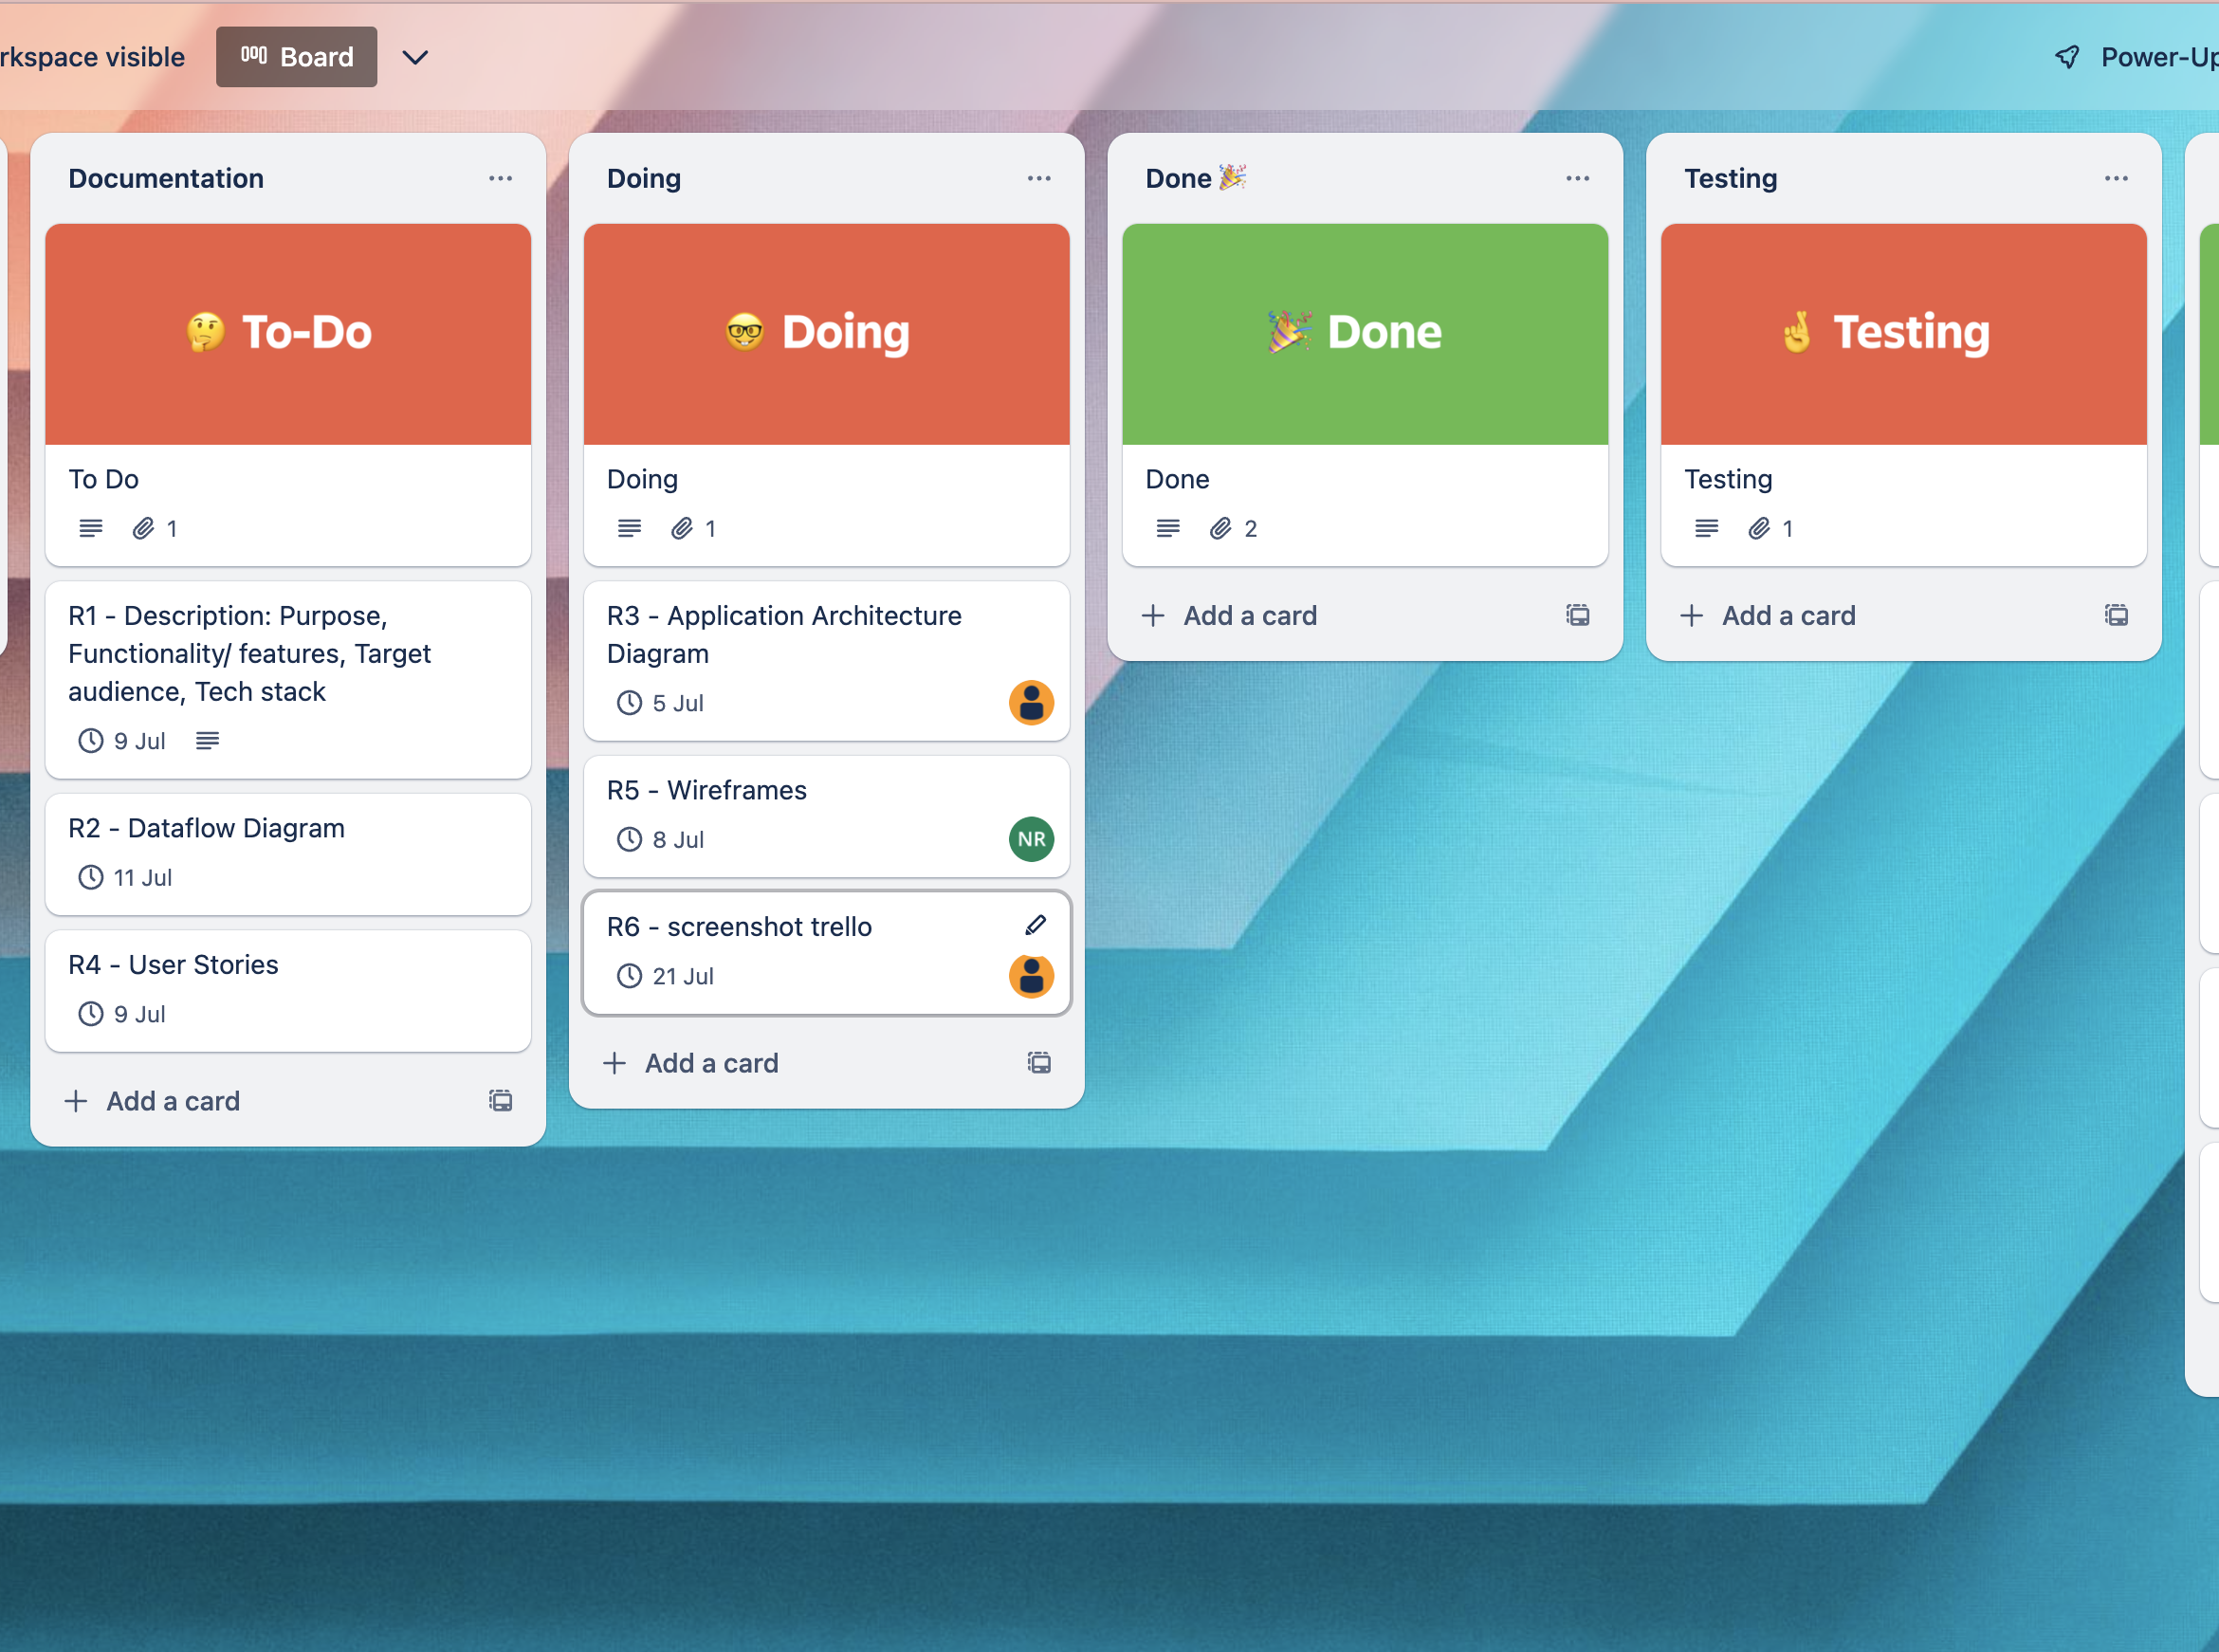 rkspace visible
Board
Power-Up
Documentation
🤔 To-Do
To Do
1
R1 - Description: Purpose,
Functionality/ features, Target
audience, Tech stack
9 Jul
R2 - Dataflow Diagram
11 Jul
R4 - User Stories
9 Jul
+ Add a card
Doing
🤓 Doing
Doing
1
R3 - Application Architecture
Diagram
5 Jul
R5 - Wireframes
8 Jul
NR
R6 - screenshot trello
21 Jul
+ Add a card
Done 🎉
🎉 Done
Done
2
+ Add a card
Testing
🤞 Testing
Testing
1
+ Add a card